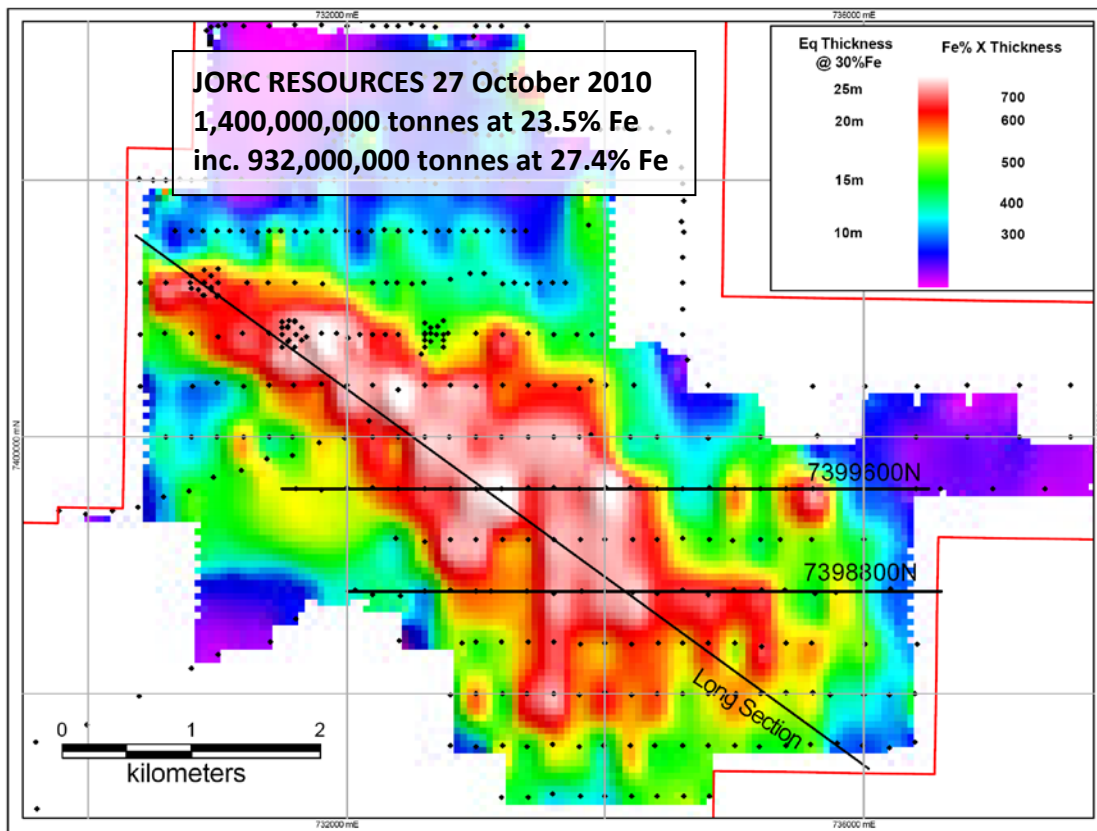 732000 mE
736000 mE
JORC RESOURCES 27 October 2010
1,400,000,000 tonnes at 23.5% Fe
inc. 932,000,000 tonnes at 27.4% Fe
Eq Thickness
@ 30%Fe
Fe% X Thickness
25m
700
20m
600
500
15m
400
10m
300
7400000 mN
7399600N
7398800N
Long Section
0 1 2
kilometers
732000 mE
736000 mE